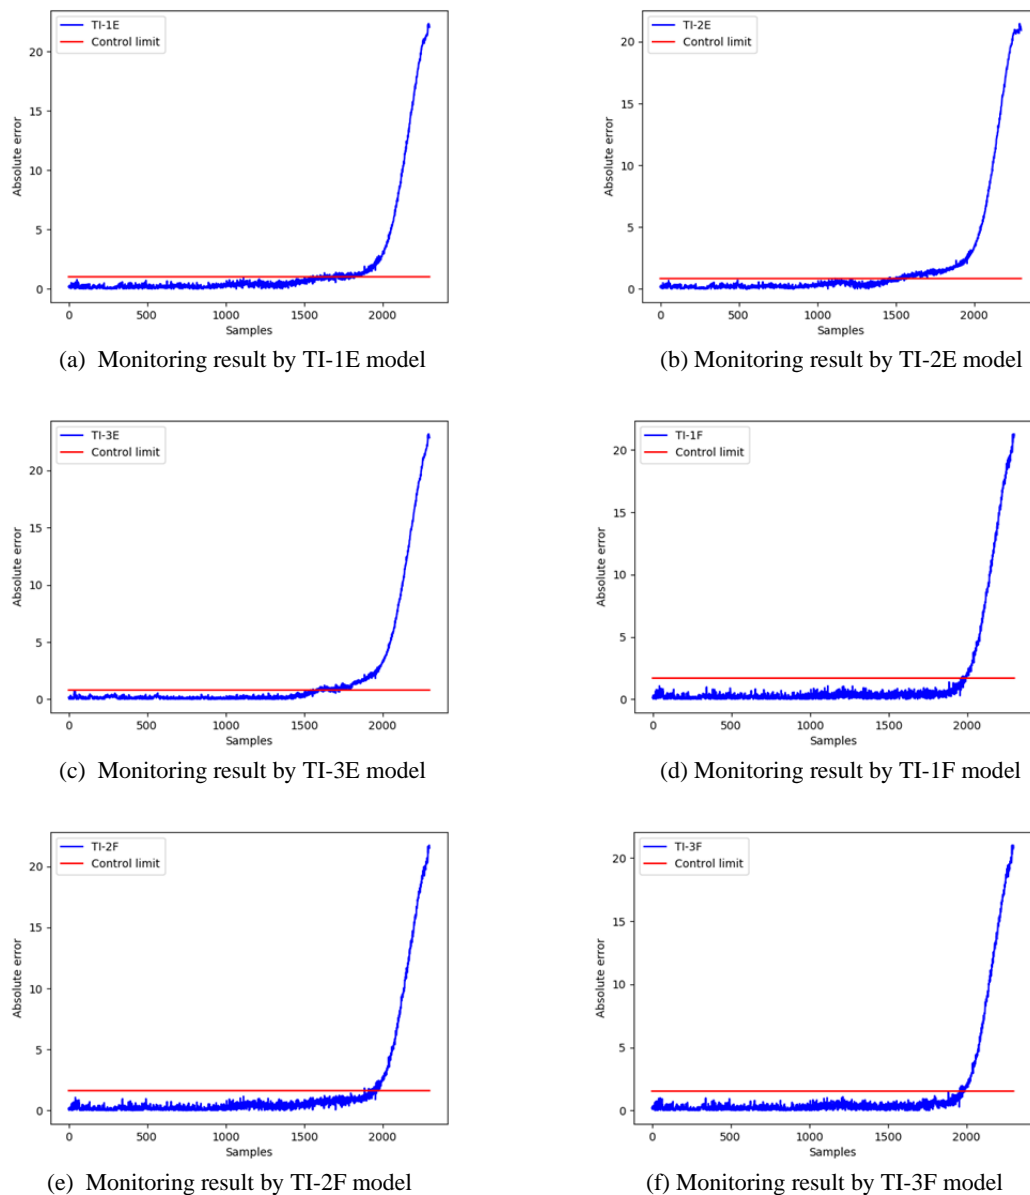 TI-1E
Control limit
20
15
10
5
0
Absolute error
0 500 1000 1500 2000
Samples
(a) Monitoring result by TI-1E model
TI-2E
Control limit
20
15
10
5
0
Absolute error
0 500 1000 1500 2000
Samples
(b) Monitoring result by TI-2E model
TI-3E
Control limit
20
15
10
5
0
Absolute error
0 500 1000 1500 2000
Samples
(c) Monitoring result by TI-3E model
TI-1F
Control limit
20
15
10
5
0
Absolute error
0 500 1000 1500 2000
Samples
(d) Monitoring result by TI-1F model
TI-2F
Control limit
20
15
10
5
0
Absolute error
0 500 1000 1500 2000
Samples
(e) Monitoring result by TI-2F model
TI-3F
Control limit
20
15
10
5
0
Absolute error
0 500 1000 1500 2000
Samples
(f) Monitoring result by TI-3F model